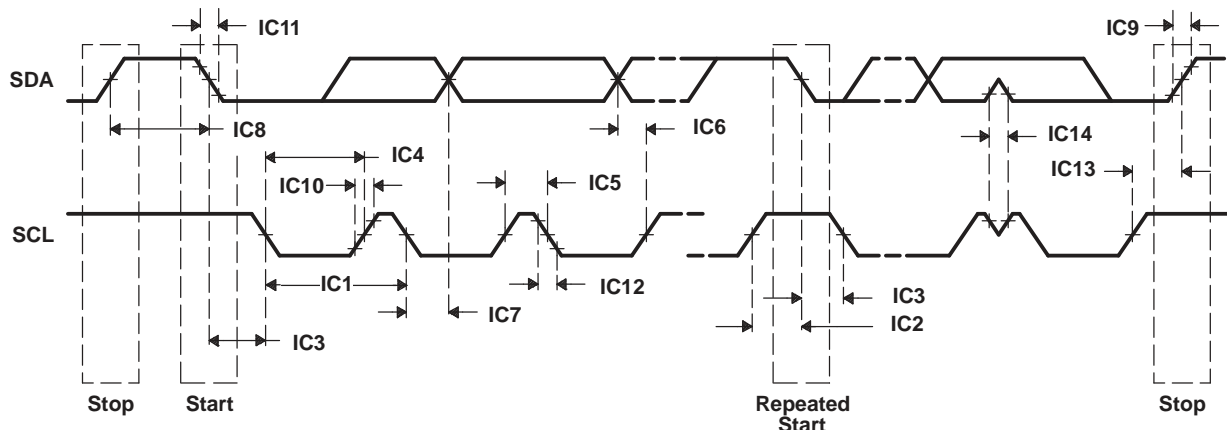 IC11
IC9
SDA
IC8
IC6
IC14
IC4
IC10
IC5
IC13
SCL
IC1
IC12
IC7
IC3
IC2
IC3
Stop
Start
Repeated
Start
Stop